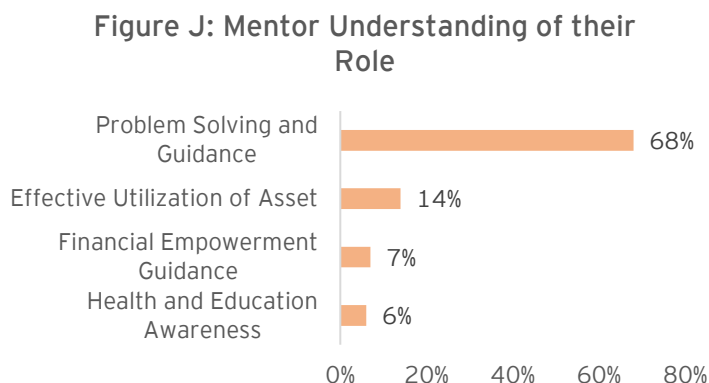 Figure J: Mentor Understanding of their
Role
Problem Solving and
Guidance
68%
Effective Utilization of Asset
14%
Financial Empowerment
Guidance
7%
Health and Education
Awareness
6%
0% 20% 40% 60% 80%